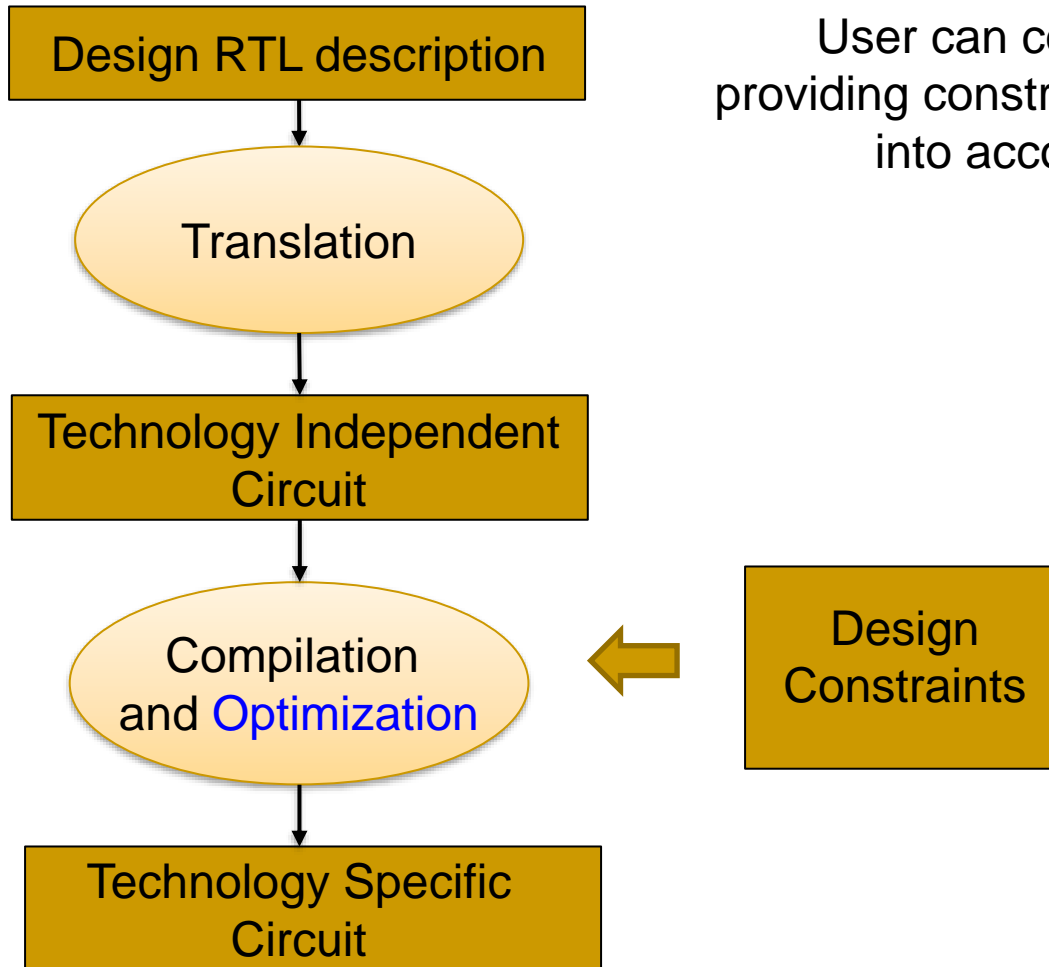 Design RTL description
User can
providing
into
Translation
Technology Independent
Circuit
Compilation
and Optimization
Design
Constraints
Technology Specific
Circuit